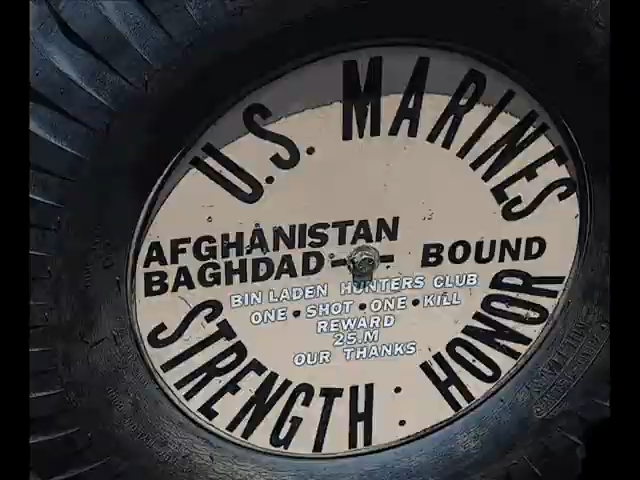 U.S. MARINES
AFGHANISTAN
BAGHDAD - BOUND
BIN LADEN HUNTERS CLUB
ONE • SHOT • ONE • KILL
REWARD
25.M
OUR THANKS
STRENGTH : HONOR